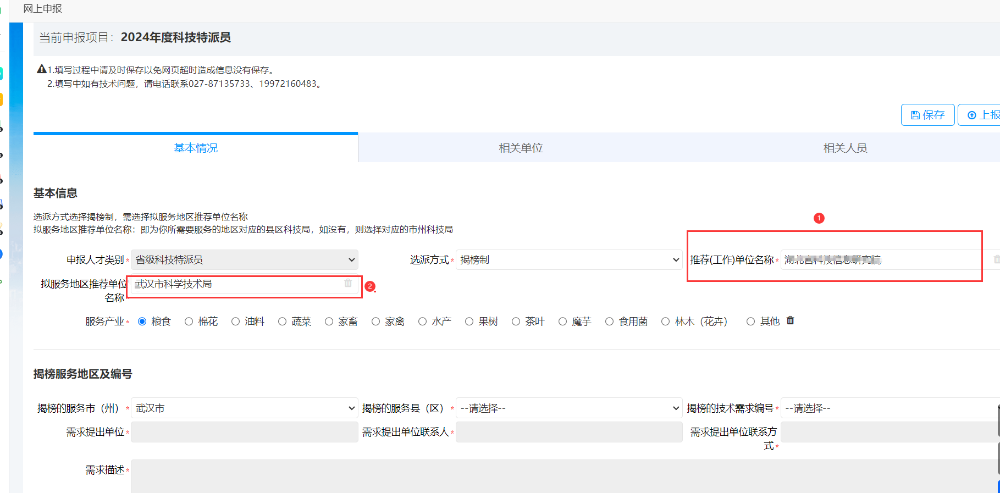 网上申报
当前申报项目：2024年度科技特派员
1.填写过程中请及时保存以免网页超时造成信息没有保存。
2.填写中如有技术问题，请电话联系027-87135733、19972160483。
保存 上报
基本情况 相关单位 相关人员
基本信息
选派方式选择揭榜制，需选择拟服务地区推荐单位名称
拟服务地区推荐单位名称：即为你所需要服务的地区对应的县区科技局，如没有，则选择对应的市州科技局
1
申报人才类别* 省级科技特派员 选派方式* 揭榜制 推荐(工作)单位名称* 湖北省科技信息研究院
拟服务地区推荐单位 武汉市科学技术局 2
名称*
服务产业* 粮食 棉花 油料 蔬菜 家畜 家禽 水产 果树 茶叶 魔芋 食用菌 林木（花卉） 其他
揭榜服务地区及编号
揭榜的服务市（州）* 武汉市 揭榜的服务县（区）* --请选择-- 揭榜的技术需求编号* --请选择--
需求提出单位* 需求提出单位联系人* 需求提出单位联系方
式*
需求描述*